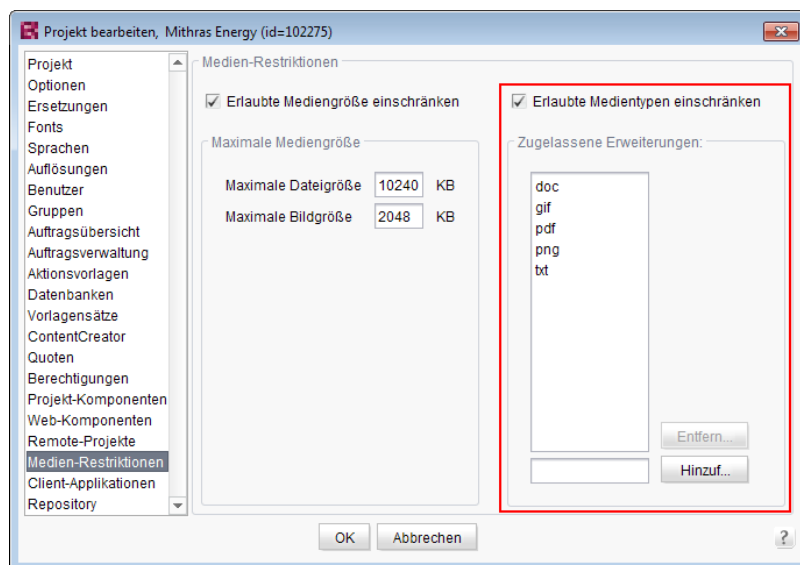 Projekt bearbeiten, Mithras Energy (id=102275)
Projekt
Optionen
Ersetzungen
Fonts
Sprachen
Auflösungen
Benutzer
Gruppen
Auftragsübersicht
Auftragsverwaltung
Aktionsvorlagen
Datenbanken
Vorlagensätze
ContentCreator
Quoten
Berechtigungen
Projekt-Komponenten
Web-Komponenten
Remote-Projekte
Medien-Restriktionen
Client-Applikationen
Repository
Medien-Restriktionen
Erlaubte Mediengröße einschränken
Maximale Mediengröße
Maximale Dateigröße 10240 KB
Maximale Bildgröße 2048 KB
Erlaubte Medientypen einschränken
Zugelassene Erweiterungen:
doc
gif
pdf
png
txt
Entfern...
Hinzuf...
OK Abbrechen ?